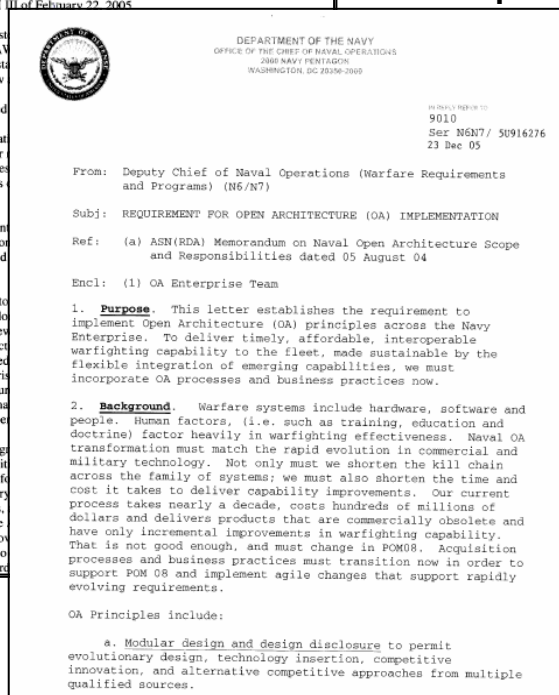 III of February 22, 2005
DEPARTMENT OF THE NAVY
OFFICE OF THE CHIEF OF NAVAL OPERATIONS
2000 NAVY PENTAGON
WASHINGTON, DC 20350-2000
IN REPLY REFER TO
9010
Ser N6N7/ 5U916276
23 Dec 05
From: Deputy Chief of Naval Operations (Warfare Requirements
and Programs) (N6/N7)
Subj: REQUIREMENT FOR OPEN ARCHITECTURE (OA) IMPLEMENTATION
Ref: (a) ASN(RDA) Memorandum on Naval Open Architecture Scope
and Responsibilities dated 05 August 04
Encl: (1) OA Enterprise Team
1. Purpose. This letter establishes the requirement to
implement Open Architecture (OA) principles across the Navy
Enterprise. To deliver timely, affordable, interoperable
warfighting capability to the fleet, made sustainable by the
flexible integration of emerging capabilities, we must
incorporate OA processes and business practices now.
2. Background. Warfare systems include hardware, software and
people. Human factors, (i.e. such as training, education and
doctrine) factor heavily in warfighting effectiveness. Naval OA
transformation must match the rapid evolution in commercial and
military technology. Not only must we shorten the kill chain
across the family of systems; we must also shorten the time and
cost it takes to deliver capability improvements. Our current
process takes nearly a decade, costs hundreds of millions of
dollars and delivers products that are commercially obsolete and
have only incremental improvements in warfighting capability.
That is not good enough, and must change in POM08. Acquisition
processes and business practices must transition now in order to
support POM 08 and implement agile changes that support rapidly
evolving requirements.
OA Principles include:
a. Modular design and design disclosure to permit
evolutionary design, technology insertion, competitive
innovation, and alternative competitive approaches from multiple
qualified sources.